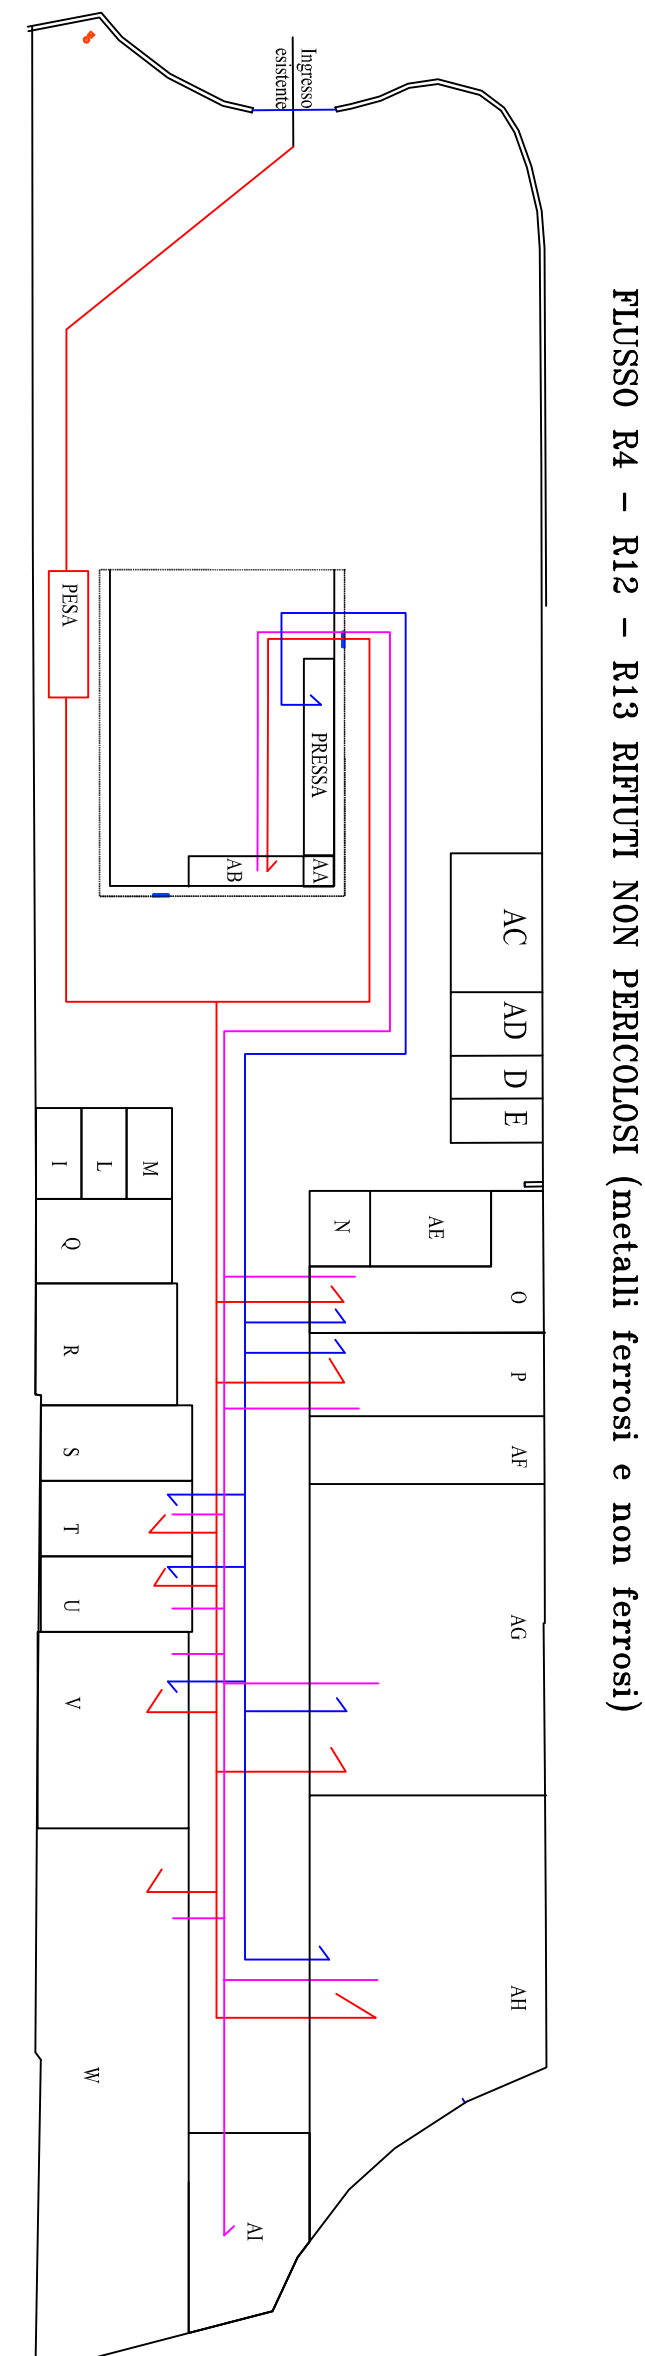 FLUSSO R4 - R12 - R13 RIFIUTI NON PERICOLOSI (metalli ferrosi e non ferrosi)
Ingresso
esistente
PESA
PRESSA
AA
AB
AC
AD
D
E
M
L
I
N
AE
Q
O
R
P
S
AF
T
U
AG
V
AH
W
AI